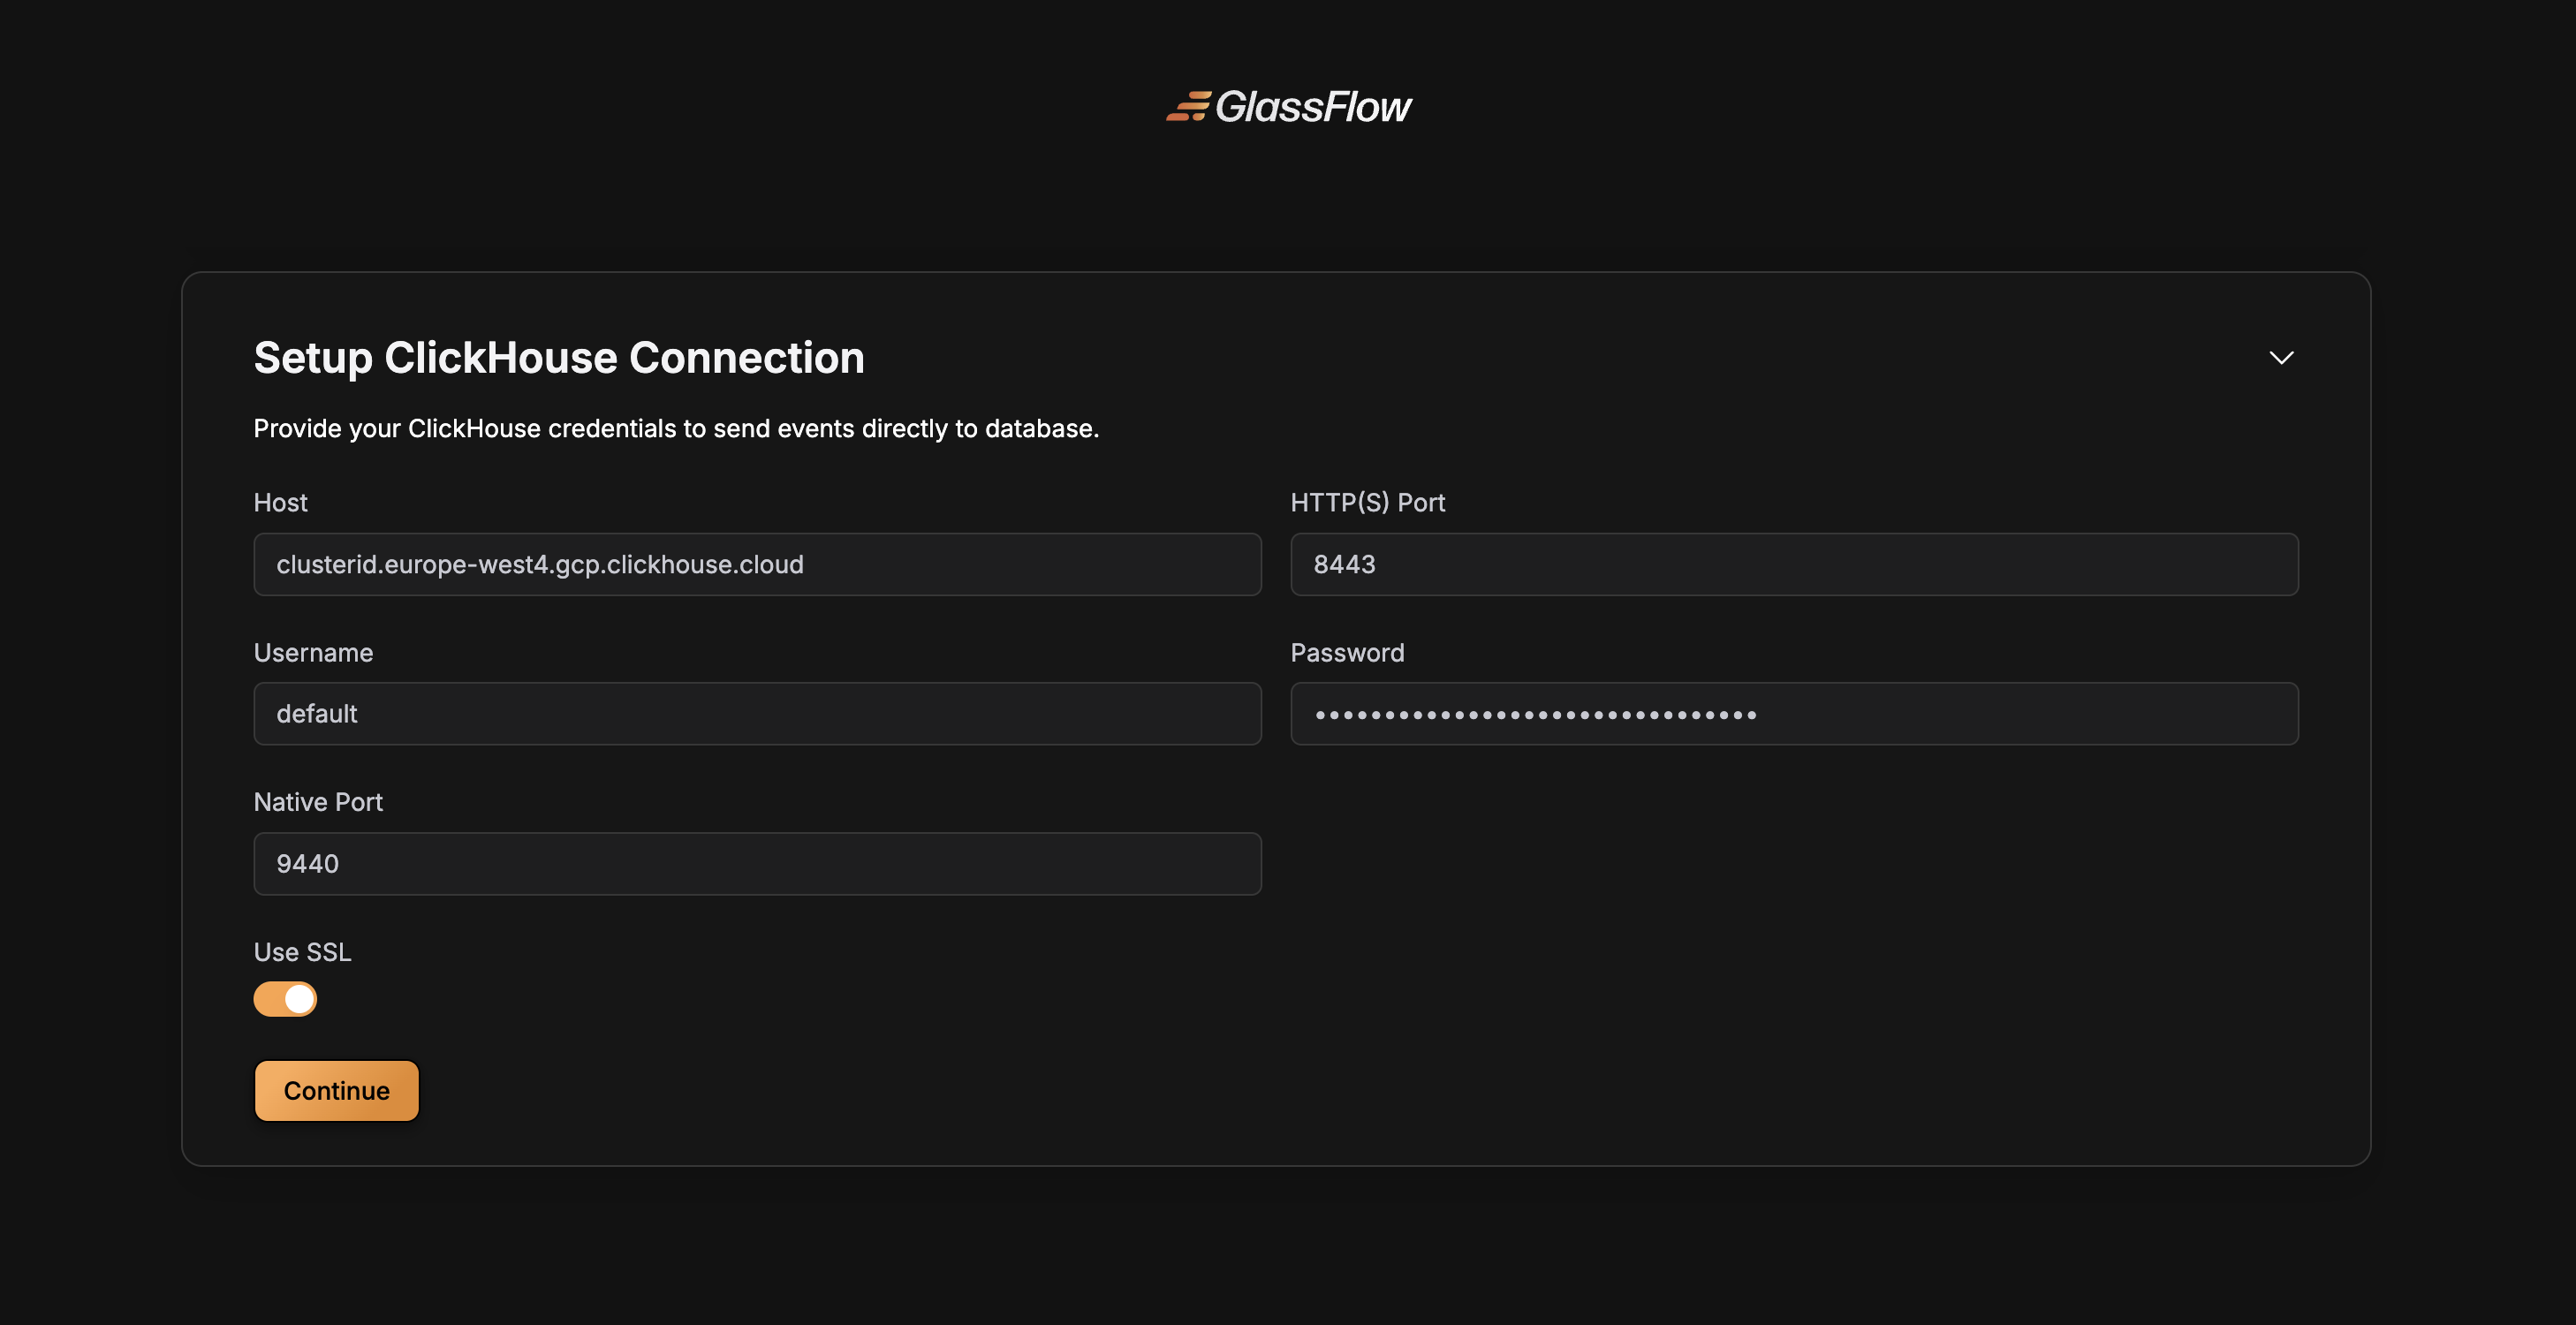 GlassFlow
Setup ClickHouse Connection
Provide your ClickHouse credentials to send events directly to database.
Host
HTTP(S) Port
clusterid.europe-west4.gcp.clickhouse.cloud
8443
Username
Password
default
••••••••••••••••••••••••••••••••
Native Port
9440
Use SSL
Continue